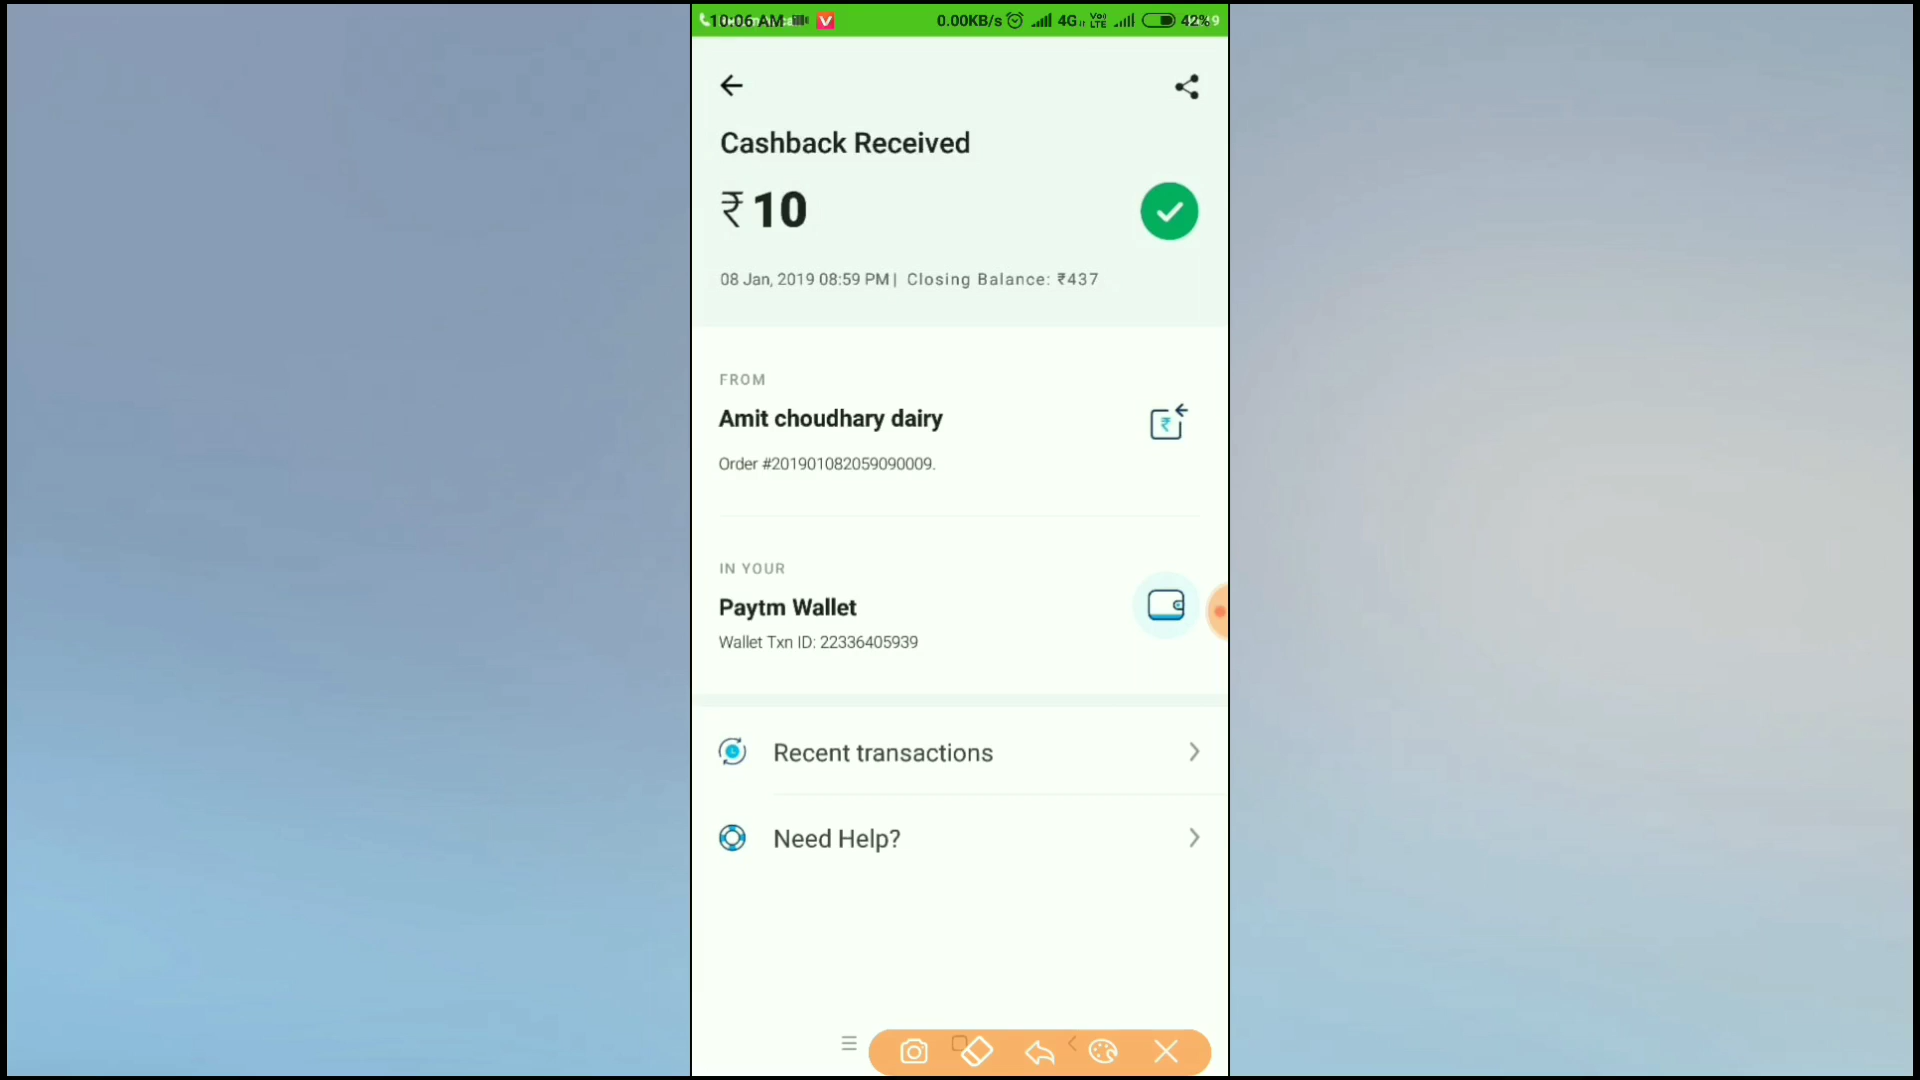 10:06 AM V 0.00KB/s 4G VoLTE 42%
Cashback Received
₹ 10
08 Jan, 2019 08:59 PM | Closing Balance: ₹437
FROM
Amit choudhary dairy
₹
Order #201901082059090009.
IN YOUR
Paytm Wallet
Wallet Txn ID: 22336405939
Recent transactions
Need Help?